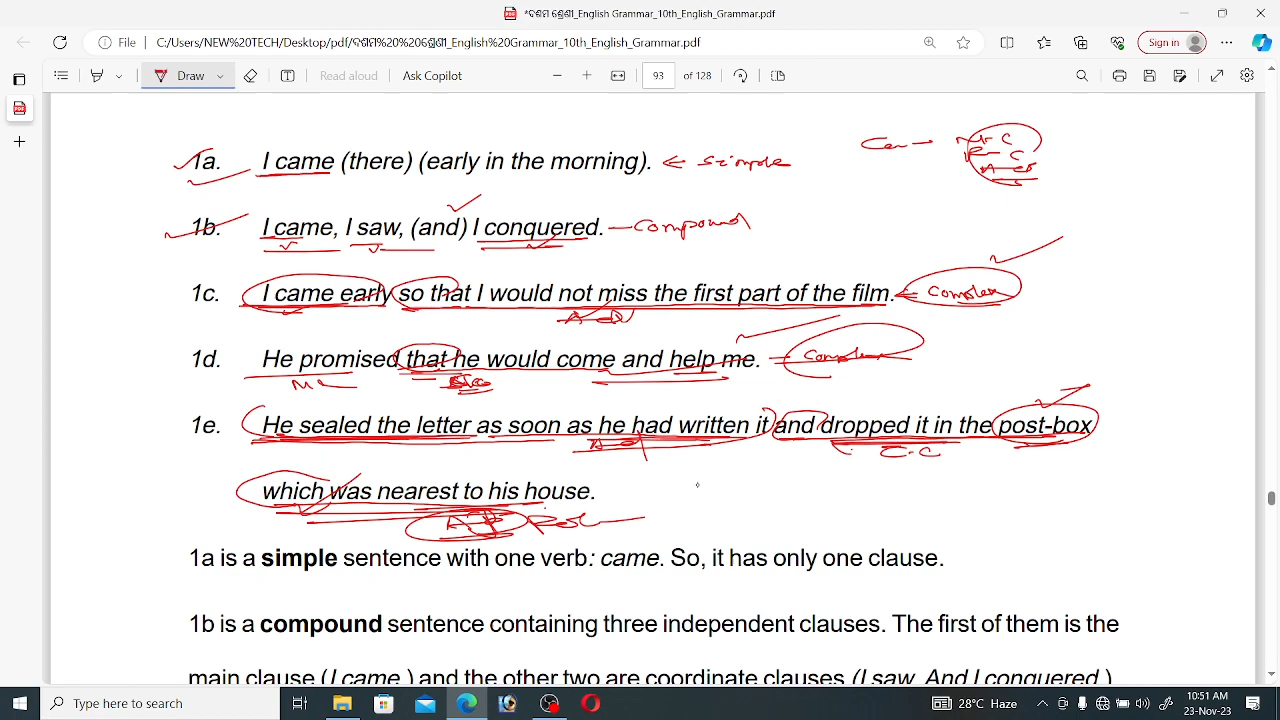 *ଦଶମ ଶ୍ରେଣୀ_English Grammar_10th_English_Grammar.pdf
File C:/Users/NEW%20TECH/Desktop/pdf/ English%20Grammar_10th_English_Grammar.pdf Sign in
Draw Read aloud Ask Copilot 93 of 128
1a. I came (there) (early in the morning). simple
1b. I came, I saw, (and) I conquered. compound
1c. I came early so that I would not miss the first part of the film. complex
1d. He promised that he would come and help me. complex
1e. He sealed the letter as soon as he had written it and dropped it in the post-box
C.C
which was nearest to his house.
1a is a simple sentence with one verb: came. So, it has only one clause.
1b is a compound sentence containing three independent clauses. The first of them is the
main clause (I came ) and the other two are coordinate clauses (I saw. And I conquered )
Type here to search 28°C Haze ENG 10:51 AM
23-Nov-23